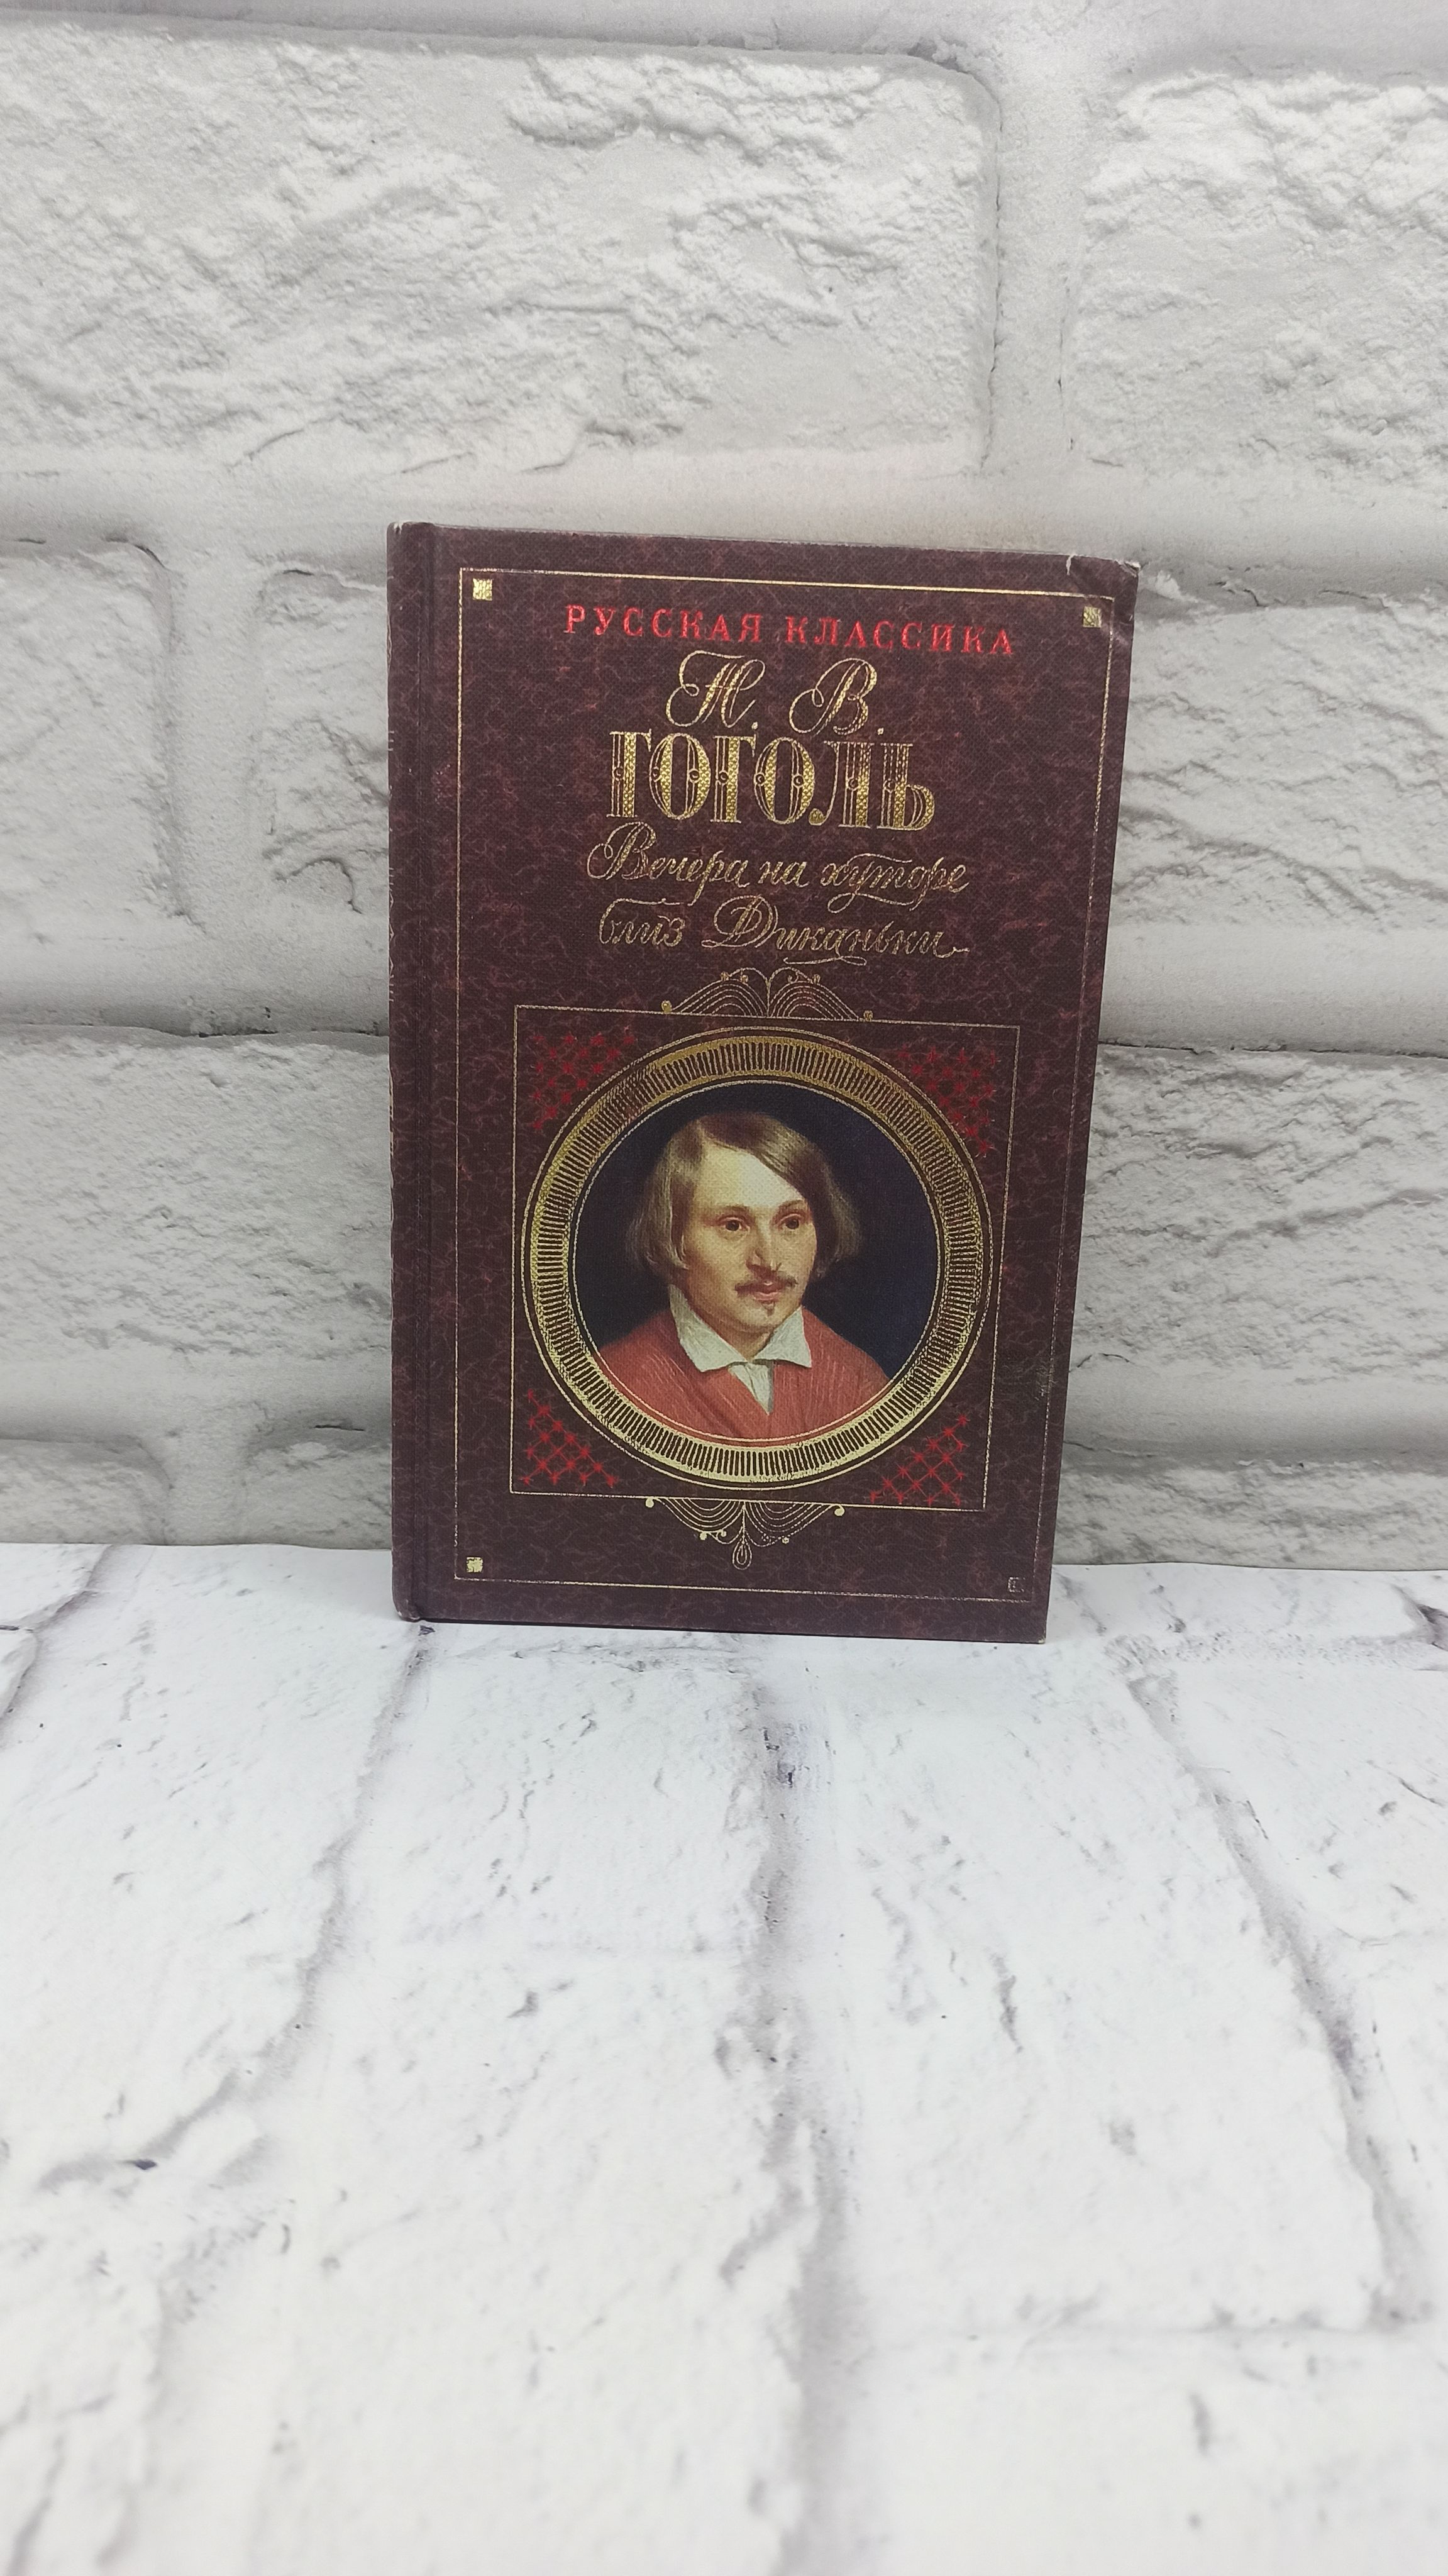 РУССКАЯ КЛАССИКА
Н. В.
ГОГОЛЬ
Вечера на хуторе
близ Диканьки